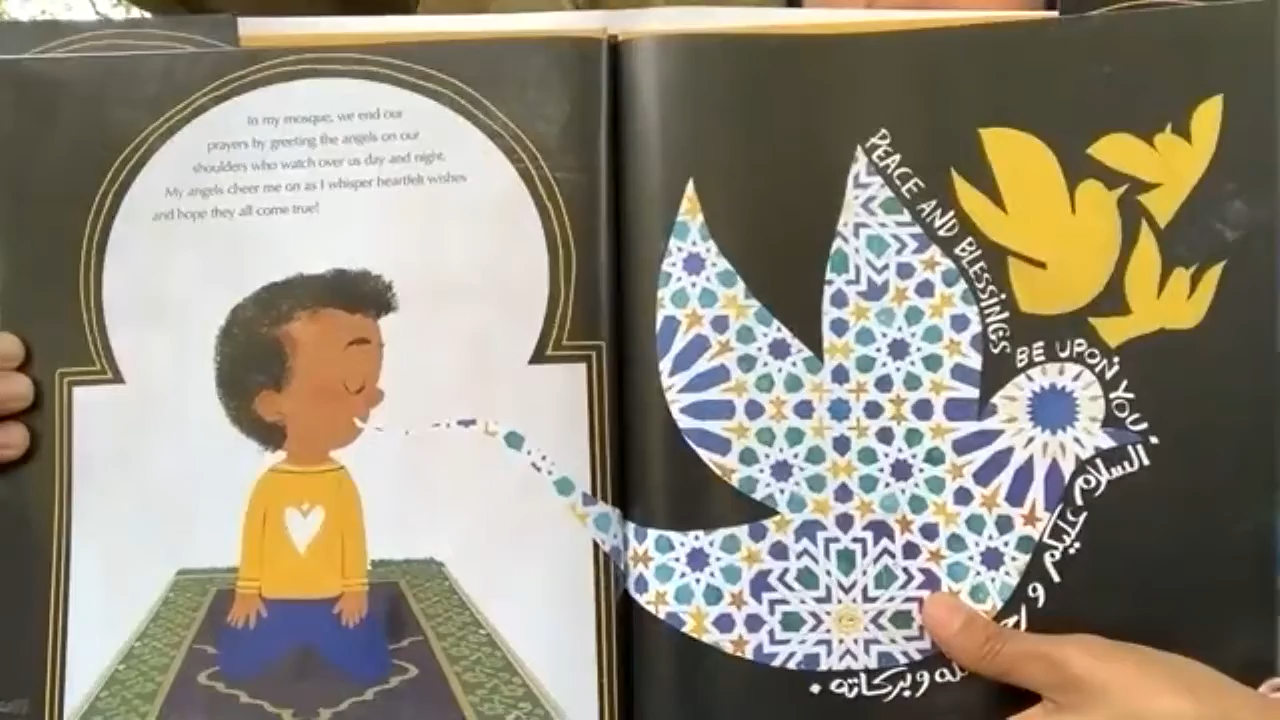 In my mosque, we end our
prayers by greeting the angels on our
shoulders who watch over us day and night.
My angels cheer me on as I whisper heartfelt wishes
and hope they all come true!
PEACE AND BLESSINGS BE UPON YOU.
السلام عليكم و وبركاته.